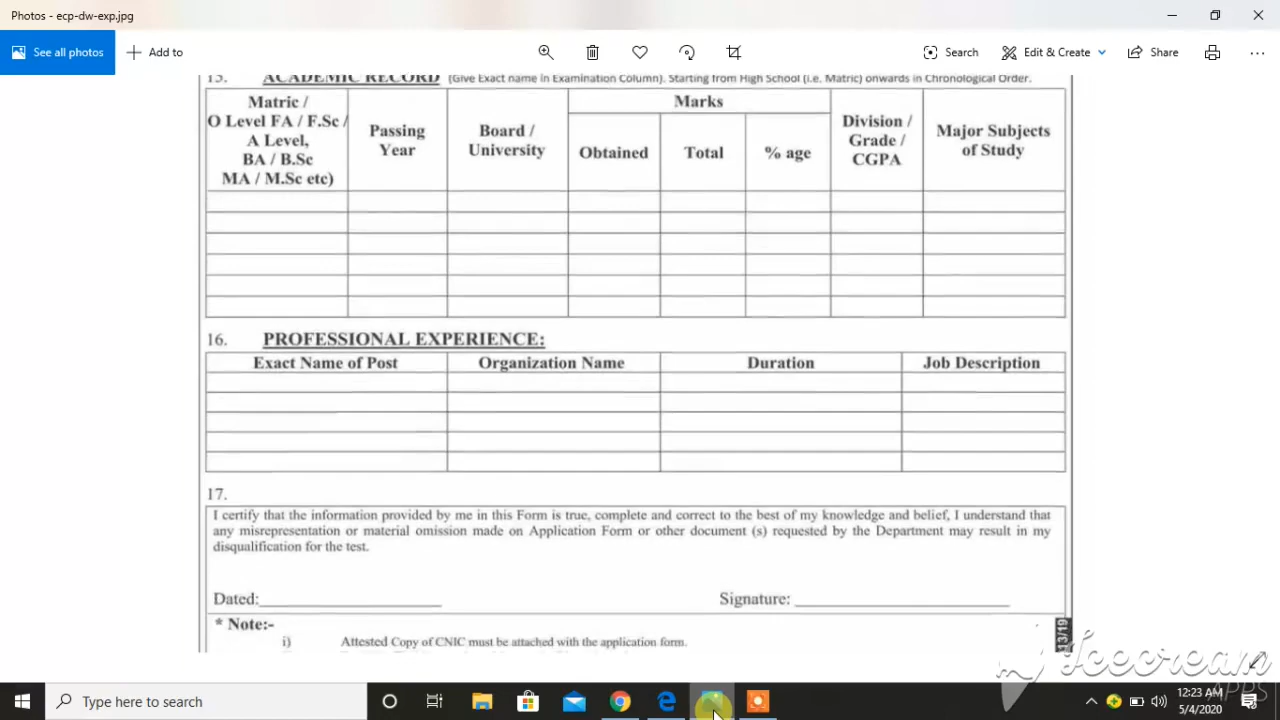 Photos - ecp-dw-exp.jpg
See all photos
Add to
Search
Edit & Create
Share
15. ACADEMIC RECORD (Give Exact name in Examination Column). Starting from High School (i.e. Matric) onwards in Chronological Order.
Matric /
O Level FA / F.Sc /
A Level,
BA / B.Sc
MA / M.Sc etc)
Passing
Year
Board /
University
Marks
Obtained
Total
% age
Division /
Grade /
CGPA
Major Subjects
of Study
16. PROFESSIONAL EXPERIENCE:
Exact Name of Post
Organization Name
Duration
Job Description
17.
I certify that the information provided by me in this Form is true, complete and correct to the best of my knowledge and belief, I understand that
any misrepresentation or material omission made on Application Form or other document (s) requested by the Department may result in my
disqualification for the test.
Dated:
Signature:
* Note:-
i) Attested Copy of CNIC must be attached with the application form.
13/19
Icecream
APPS
Type here to search
12:23 AM
5/4/2020